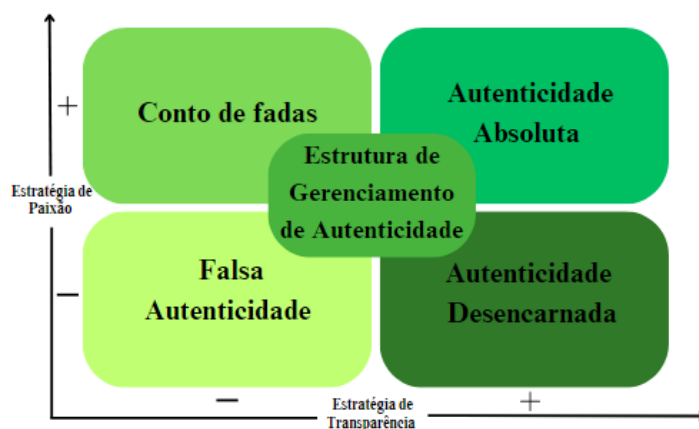 +
Conto de fadas
Autenticidade
Absoluta
Estrutura de
Gerenciamento
de Autenticidade
Estratégia de
Paixão
−
Falsa
Autenticidade
Autenticidade
Desencarnada
−
Estratégia de
Transparência
+